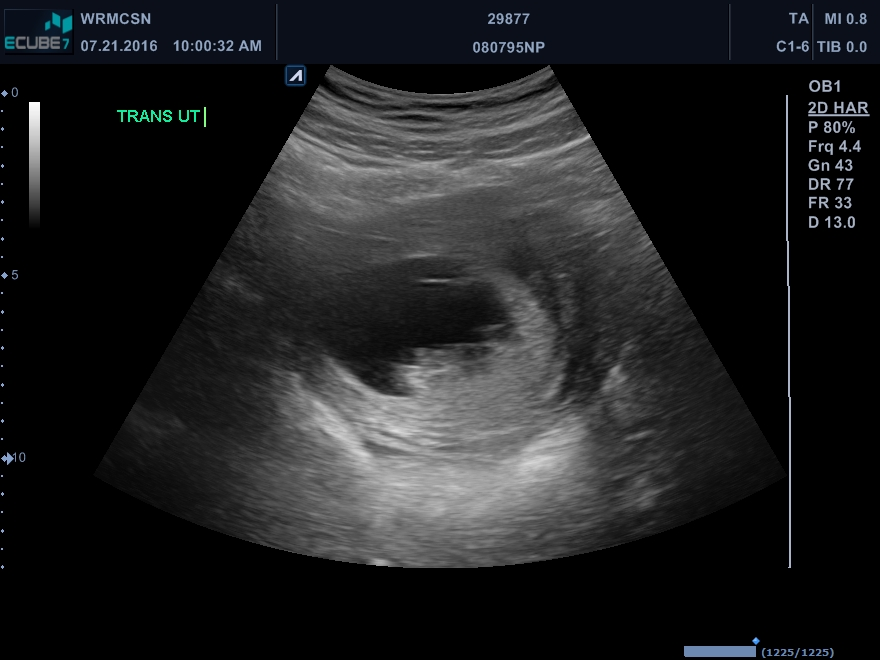 ECUBE7
WRMCSN
07.21.2016 10:00:32 AM
29877
080795NP
TA
MI 0.8
C1-6
TIB 0.0
TRANS UT
OB1
2D HAR
P 80%
Frq 4.4
Gn 43
DR 77
FR 33
D 13.0
0
5
10
(1225/1225)